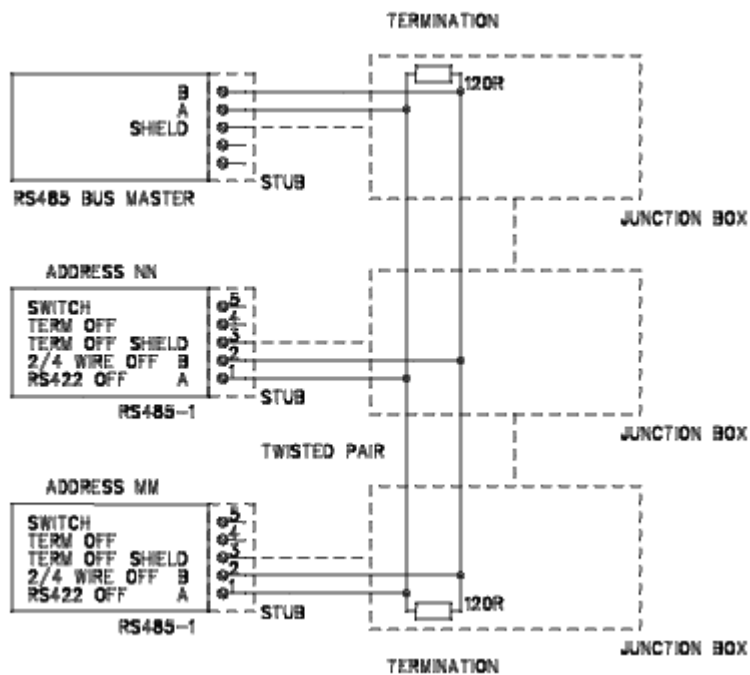 TERMINATION
120R
B
A
SHIELD
STUB
RS485 BUS MASTER
JUNCTION BOX
ADDRESS NN
SWITCH 5
TERM OFF 4
TERM OFF SHIELD 3
2/4 WIRE OFF B 2
RS422 OFF A 1
STUB
RS485-1
JUNCTION BOX
TWISTED PAIR
ADDRESS MM
SWITCH 5
TERM OFF 4
TERM OFF SHIELD 3
2/4 WIRE OFF B 2
RS422 OFF A 1
120R
STUB
RS485-1
JUNCTION BOX
TERMINATION